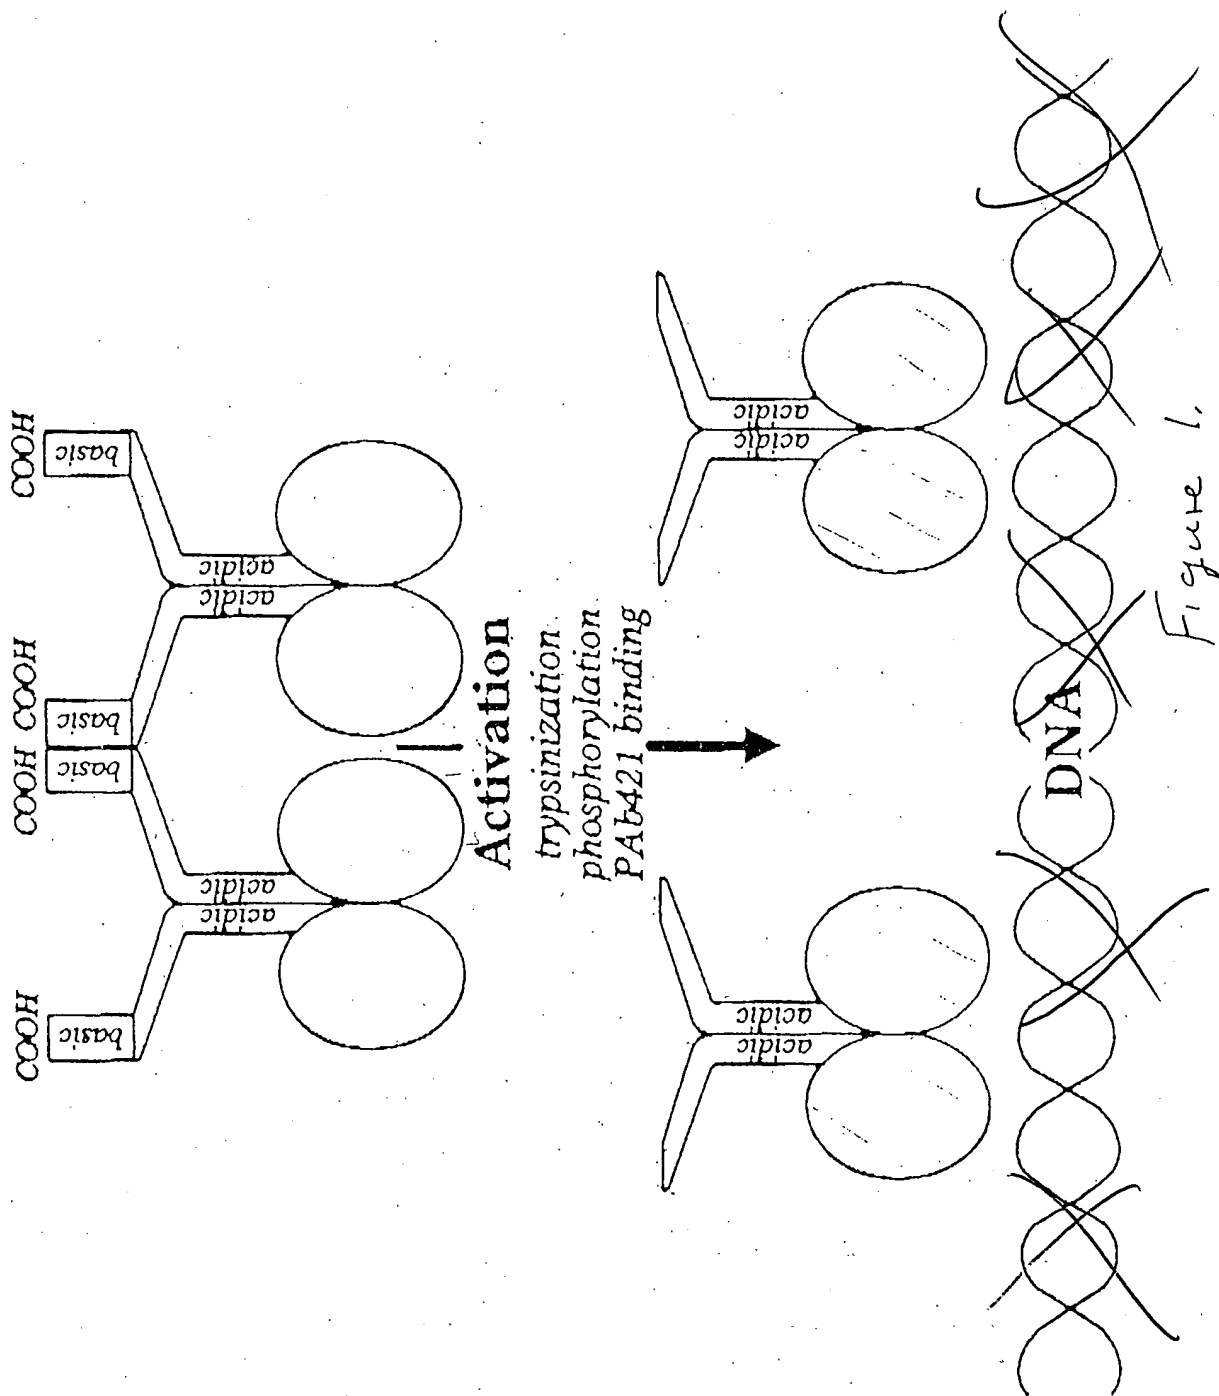 COOH COOH COOH COOH
basic basic basic basic
acidic acidic acidic acidic
Activation
trypsinization
phosphorylation
PAb421 binding
acidic acidic acidic acidic
DNA
Figure 1.